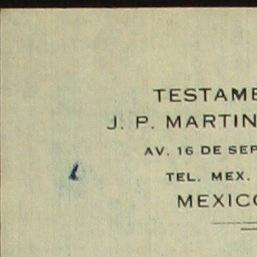 TESTAME
J. P. MARTIN
AV. 16 DE SEP
TEL. MEX.
MEXICO